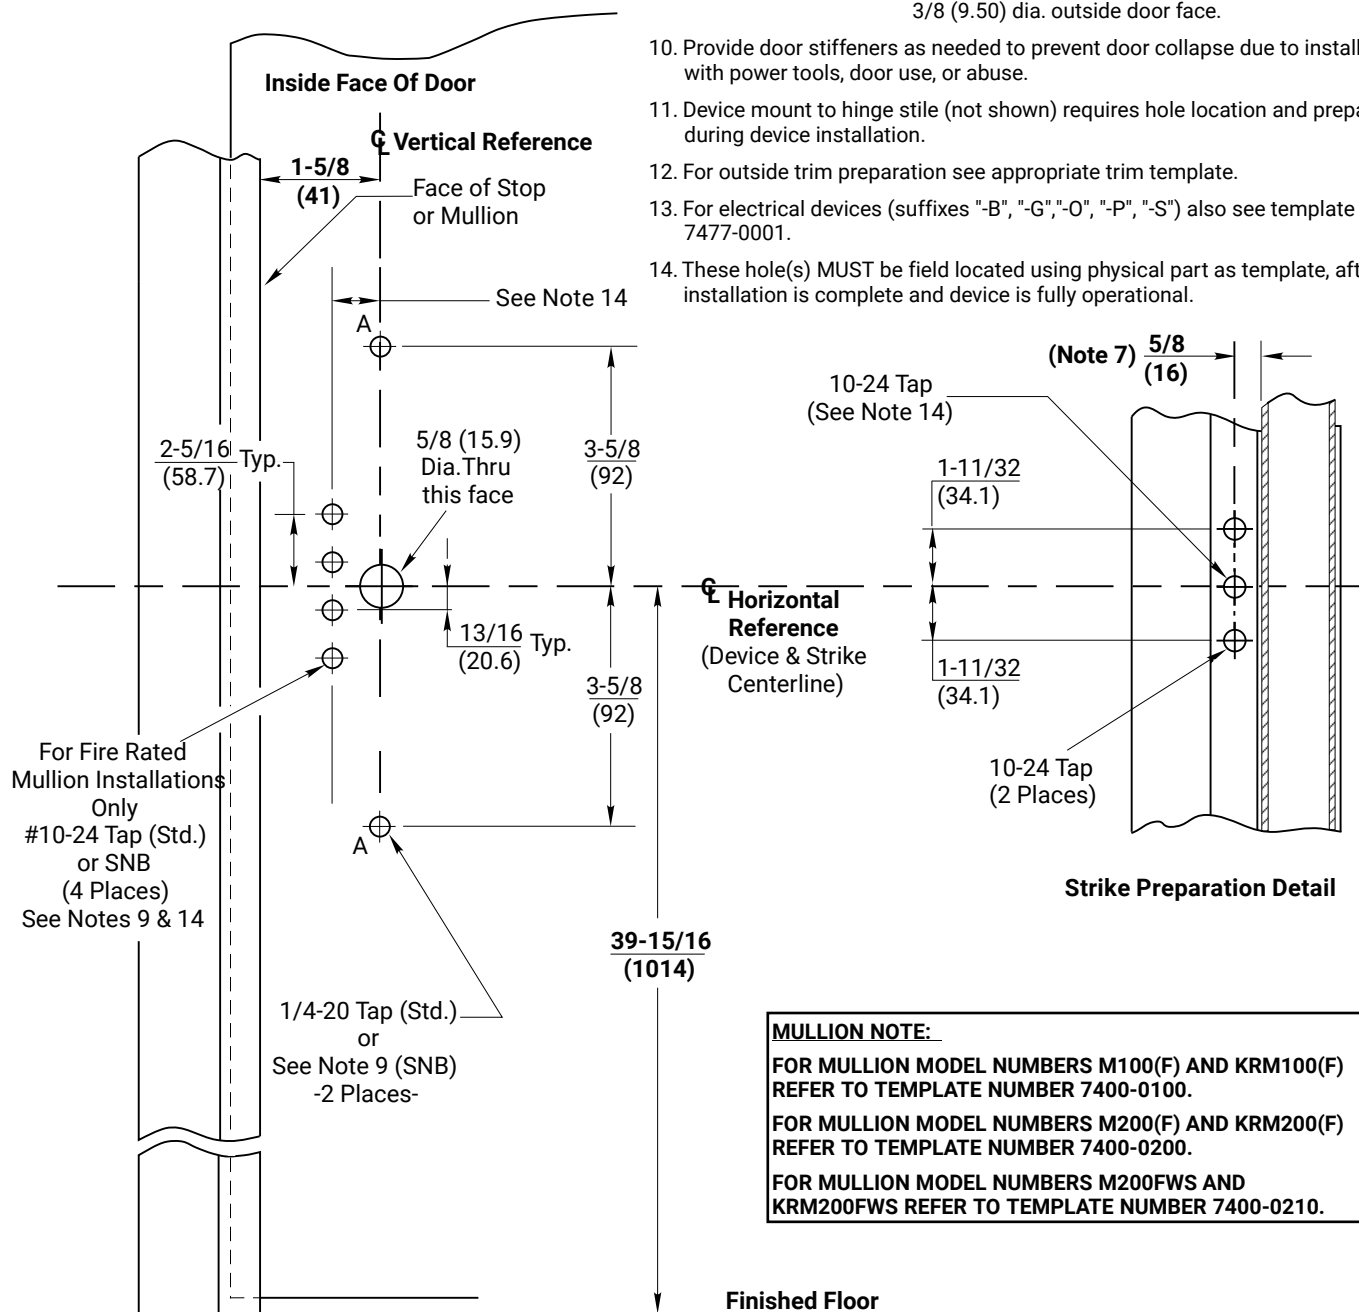 3/8 (9.50) dia. outside door face.
10. Provide door stiffeners as needed to prevent door collapse due to install
with power tools, door use, or abuse.
11. Device mount to hinge stile (not shown) requires hole location and prepa
during device installation.
12. For outside trim preparation see appropriate trim template.
13. For electrical devices (suffixes "-B", "-G","-O", "-P", "-S") also see template
7477-0001.
14. These hole(s) MUST be field located using physical part as template, aft
installation is complete and device is fully operational.
Inside Face Of Door
℄ Vertical Reference
1-5/8
(41)
Face of Stop
or Mullion
See Note 14
A
2-5/16 Typ.
(58.7)
5/8 (15.9)
Dia.Thru
this face
3-5/8
(92)
13/16 Typ.
(20.6)
3-5/8
(92)
℄ Horizontal
Reference
(Device & Strike
Centerline)
For Fire Rated
Mullion Installations
Only
#10-24 Tap (Std.)
or SNB
(4 Places)
See Notes 9 & 14
A
39-15/16
(1014)
1/4-20 Tap (Std.)
or
See Note 9 (SNB)
-2 Places-
(Note 7) 5/8
(16)
10-24 Tap
(See Note 14)
1-11/32
(34.1)
1-11/32
(34.1)
10-24 Tap
(2 Places)
Strike Preparation Detail
MULLION NOTE:
FOR MULLION MODEL NUMBERS M100(F) AND KRM100(F)
REFER TO TEMPLATE NUMBER 7400-0100.
FOR MULLION MODEL NUMBERS M200(F) AND KRM200(F)
REFER TO TEMPLATE NUMBER 7400-0200.
FOR MULLION MODEL NUMBERS M200FWS AND
KRM200FWS REFER TO TEMPLATE NUMBER 7400-0210.
Finished Floor